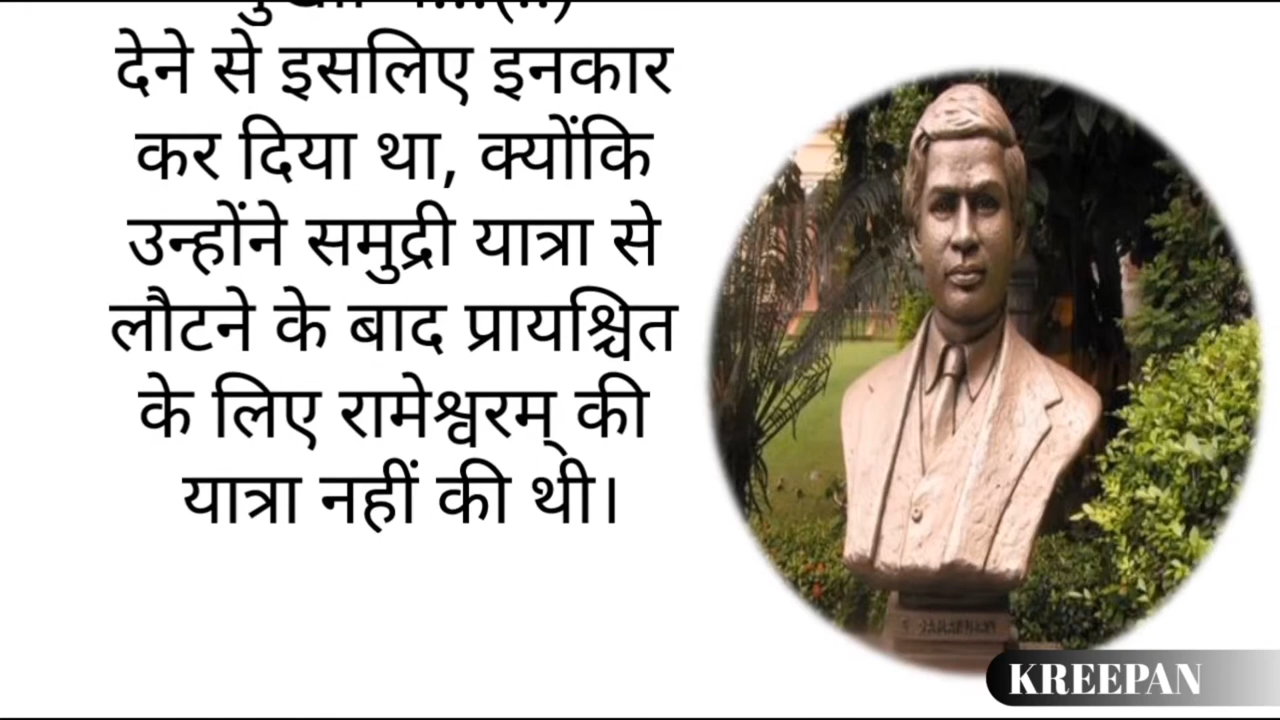 देने से इसलिए इनकार
कर दिया था, क्योंकि
उन्होंने समुद्री यात्रा से
लौटने के बाद प्रायश्चित
के लिए रामेश्वरम् की
यात्रा नहीं की थी।
KREEPAN